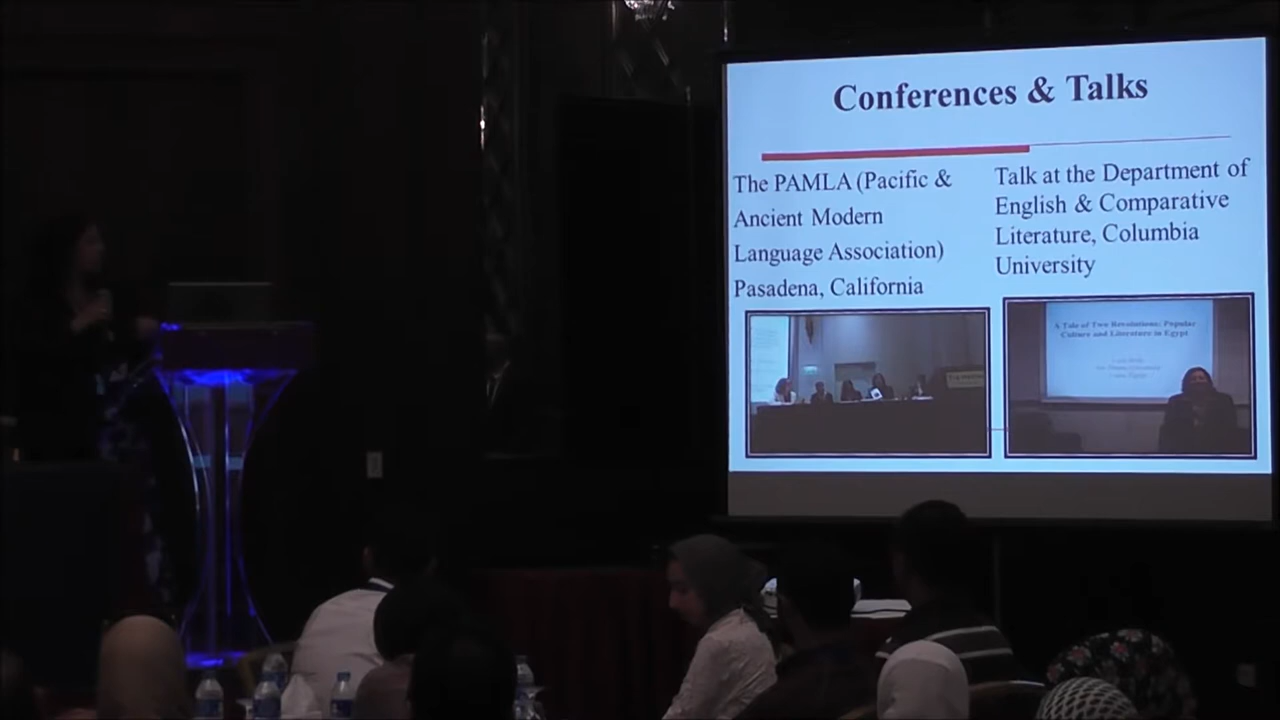 Conferences & Talks
The PAMLA (Pacific &
Ancient Modern
Language Association)
Pasadena, California
Talk at the Department of
English & Comparative
Literature, Columbia
University
A Tale of Two Revolutions: Popular
Culture and Literature in Egypt